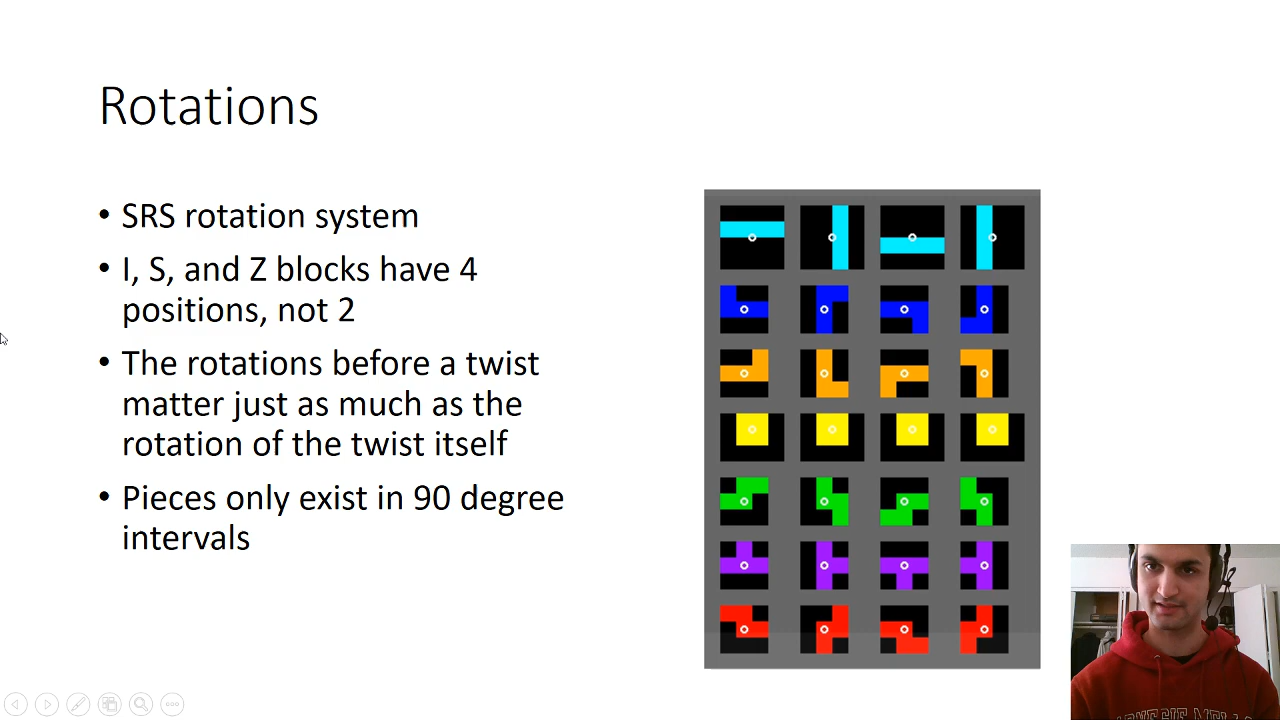 Rotations
• SRS rotation system
• I, S, and Z blocks have 4
positions, not 2
• The rotations before a twist
matter just as much as the
rotation of the twist itself
• Pieces only exist in 90 degree
intervals